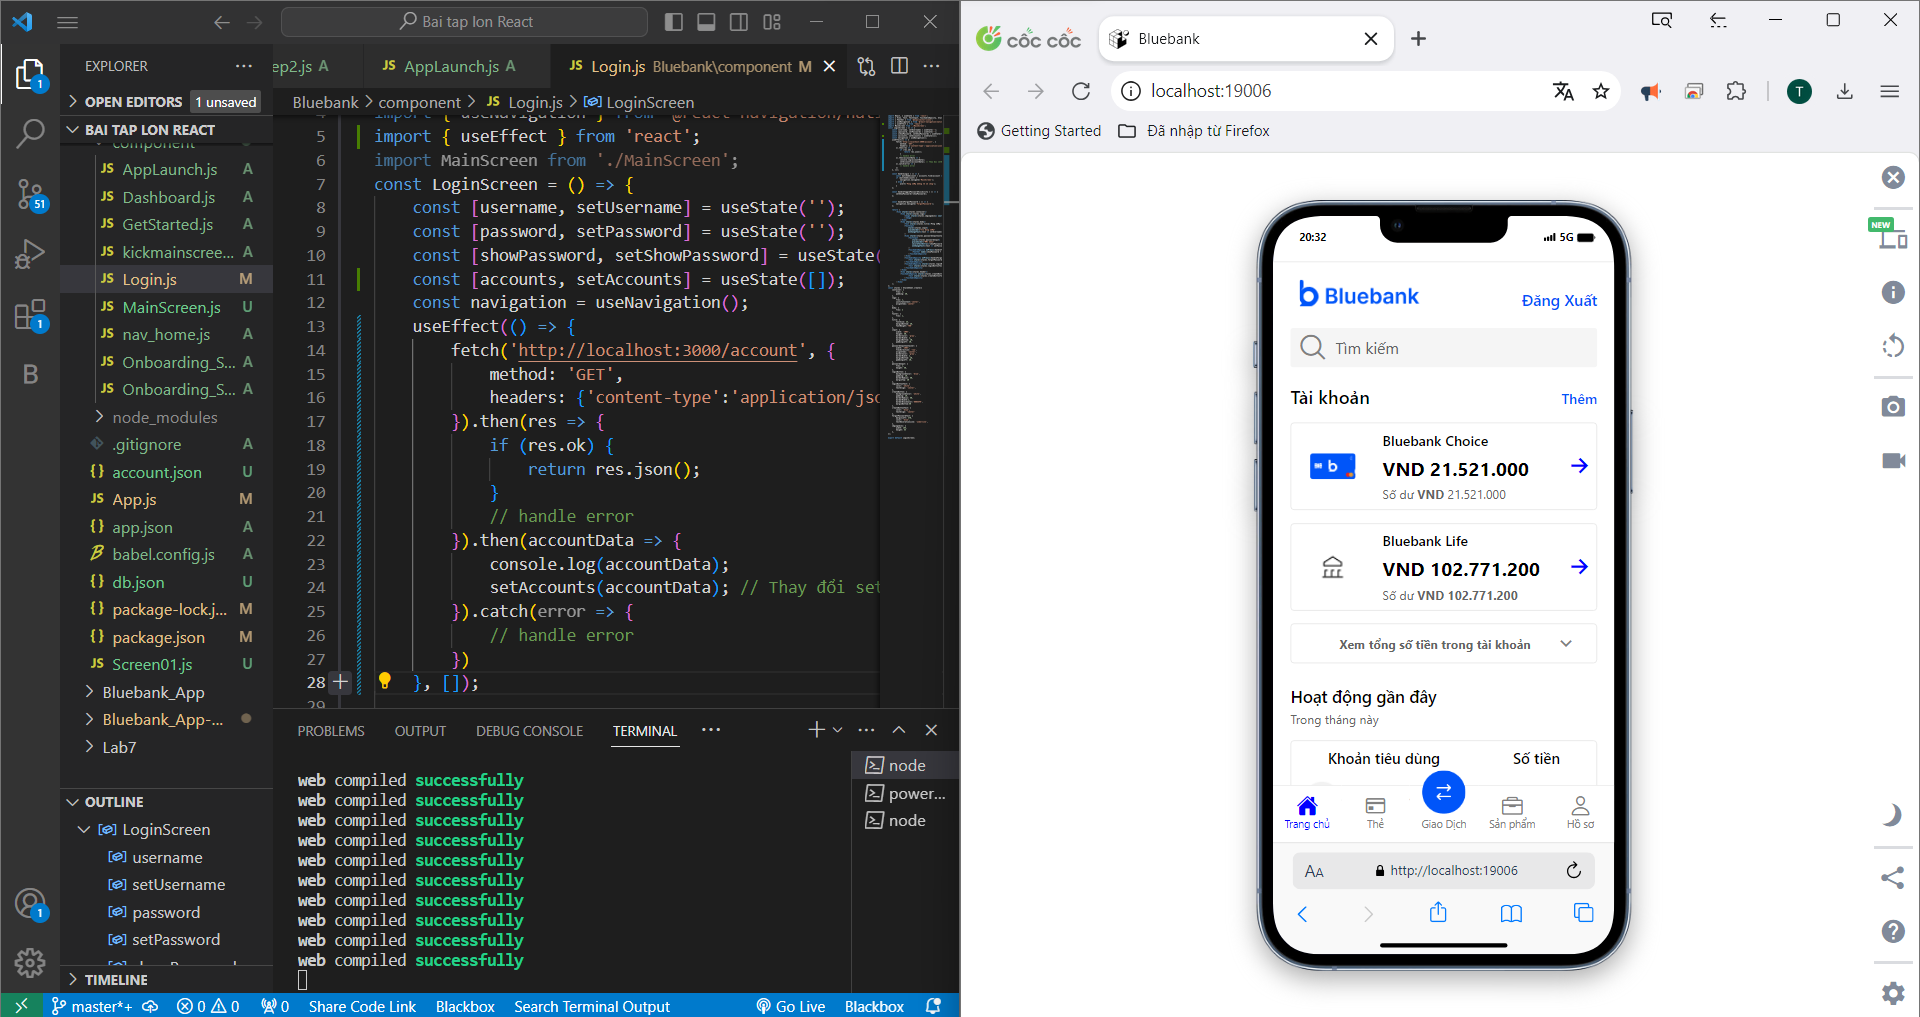 Bai tap lon React
EXPLORER
OPEN EDITORS 1 unsaved
BAI TAP LON REACT
component
JS AppLaunch.js A
JS Dashboard.js A
JS GetStarted.js A
JS kickmainscree... A
JS Login.js M
JS MainScreen.js U
JS nav_home.js A
JS Onboarding_S... A
JS Onboarding_S... A
node_modules
.gitignore A
{} account.json U
JS App.js M
{} app.json A
babel.config.js A
{} db.json U
{} package-lock.j... M
{} package.json M
JS Screen01.js U
Bluebank_App
Bluebank_App-...
Lab7
OUTLINE
LoginScreen
username
setUsername
password
setPassword
TIMELINE
1
51
1
B
1
ep2.js A
JS AppLaunch.js A
JS Login.js Bluebank\component M
Bluebank > component > JS Login.js > LoginScreen
5 import { useEffect } from 'react';
6 import MainScreen from './MainScreen';
7 const LoginScreen = () => {
8 const [username, setUsername] = useState('');
9 const [password, setPassword] = useState('');
10 const [showPassword, setShowPassword] = useState(
11 const [accounts, setAccounts] = useState([]);
12 const navigation = useNavigation();
13 useEffect(() => {
14 fetch('http://localhost:3000/account', {
15 method: 'GET',
16 headers: {'content-type':'application/jso
17 }).then(res => {
18 if (res.ok) {
19 return res.json();
20 }
21 // handle error
22 }).then(accountData => {
23 console.log(accountData);
24 setAccounts(accountData); // Thay đổi set
25 }).catch(error => {
26 // handle error
27 })
28 }, []);
29
PROBLEMS OUTPUT DEBUG CONSOLE TERMINAL
web compiled successfully
web compiled successfully
web compiled successfully
web compiled successfully
web compiled successfully
web compiled successfully
web compiled successfully
web compiled successfully
web compiled successfully
web compiled successfully
node
power...
node
master*+ 0 0 0 Share Code Link Blackbox Search Terminal Output Go Live Blackbox
cốc cốc
Bluebank
localhost:19006
T
Getting Started Đã nhập từ Firefox
NEW
20:32 5G
Bluebank
Đăng Xuất
Tìm kiếm
Tài khoản Thêm
Bluebank Choice
VND 21.521.000
Số dư VND 21.521.000
Bluebank Life
VND 102.771.200
Số dư VND 102.771.200
Xem tổng số tiền trong tài khoản
Hoạt động gần đây
Trong tháng này
Khoản tiêu dùng Số tiền
Trang chủ Thẻ Giao Dịch Sản phẩm Hồ sơ
AA http://localhost:19006